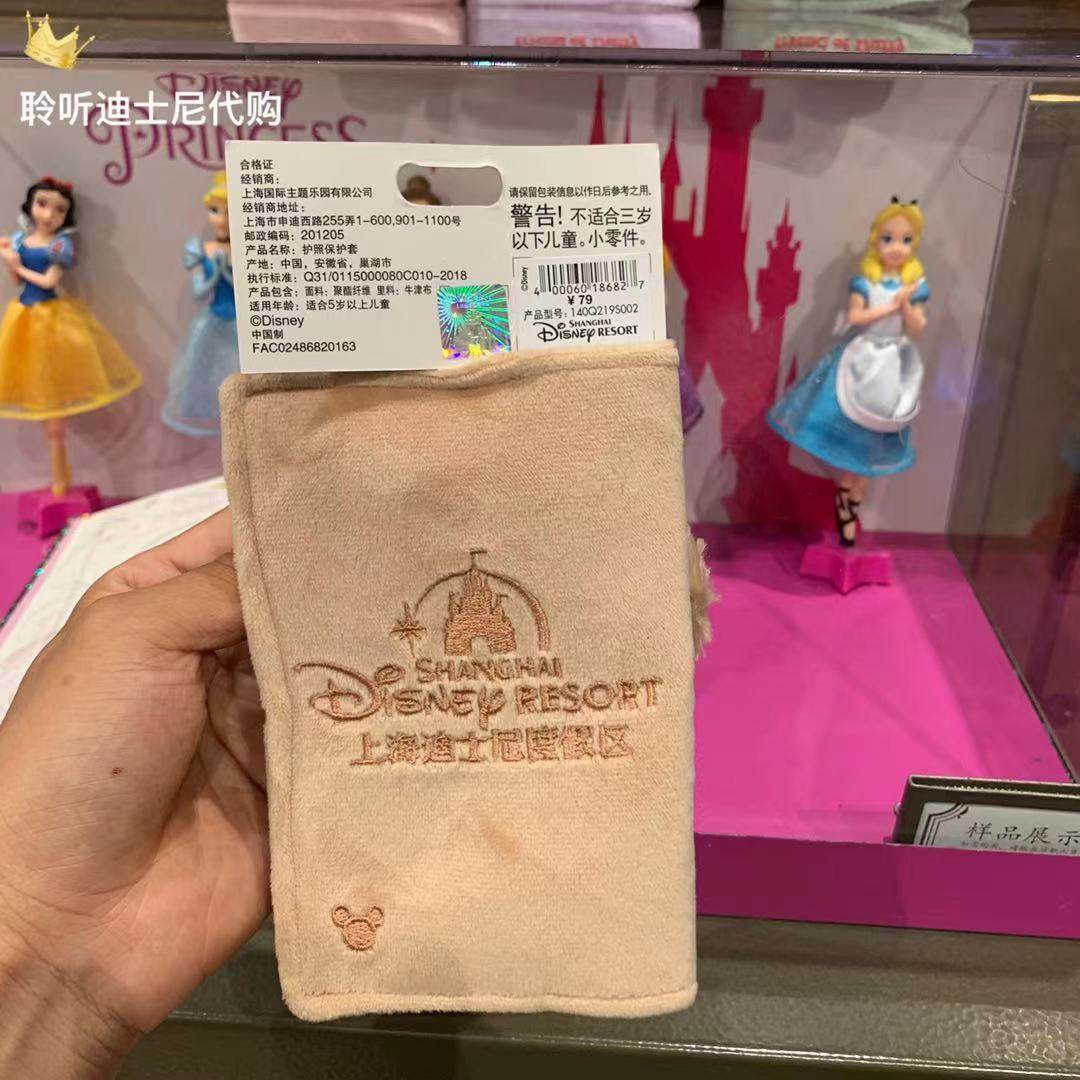 聆听迪士尼代购
DISNEY
PRINCESS
合格证
经销商:
上海国际主题乐园有限公司
经销商地址:
上海市申迪西路255弄1-600,901-1100号
邮政编码: 201205
产品名称: 护照保护套
产地: 中国, 安徽省, 巢湖市
执行标准: Q31/0115000080C010-2018
产品包含: 面料: 聚酯纤维 里料: 牛津布
适用年龄: 适合5岁以上儿童
©Disney
中国制
FAC02486820163
请保留包装信息以作日后参考之用.
警告! 不适合三岁
以下儿童。小零件。
©Disney
4 00060 18682 7
¥ 79
产品型号: 140Q219S002
SHANGHAI
DISNEY RESORT
SHANGHAI
DISNEY RESORT
上海迪士尼度假区
样品展示